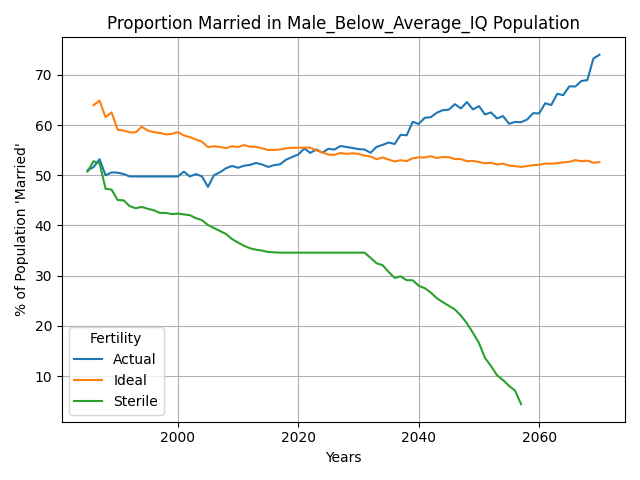 Proportion Married in Male_Below_Average_IQ Population
% of Population 'Married'
70
60
50
40
30
20
10
Fertility
Actual
Ideal
Sterile
2000
2020
2040
2060
Years